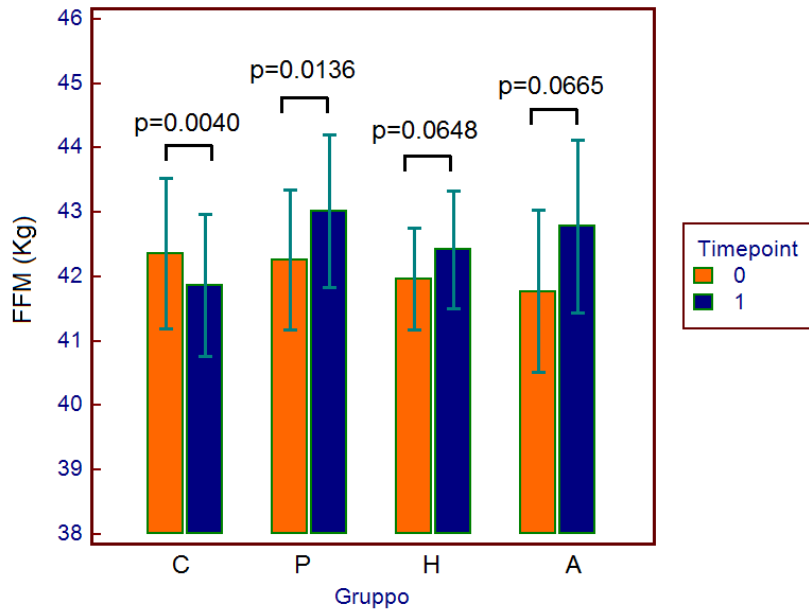 46
45
44
43
42
41
40
39
38
FFM (Kg)
p=0.0040
p=0.0136
p=0.0648
p=0.0665
C P H A
Gruppo
Timepoint
0
1